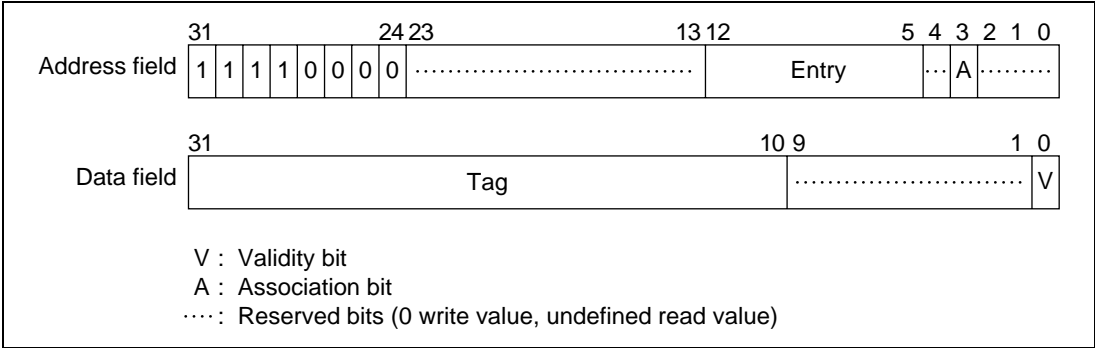 31 24 23 13 12 5 4 3 2 1 0
Address field 1 1 1 1 0 0 0 0 ································· Entry ··· A ·········
31 10 9 1 0
Data field Tag ···························· V
V : Validity bit
A : Association bit
···· : Reserved bits (0 write value, undefined read value)